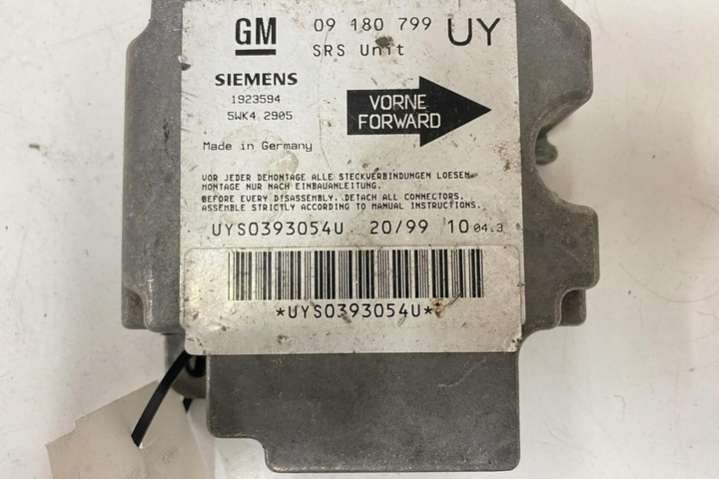 GM 09 180 799 UY
SRS Unit
SIEMENS
1923594
5WK4 2905
VORNE
FORWARD
Made in Germany
VOR JEDER DEMONTAGE ALLE STECKVERBINDUNGEN LOESEN.
MONTAGE NUR NACH EINBAUANLEITUNG.
BEFORE EVERY DISASSEMBLY. DETACH ALL CONNECTORS.
ASSEMBLE STRICTLY ACCORDING TO MANUAL INSTRUCTIONS.
UYS0393054U 20/99 10 04.3
*UYS0393054U*